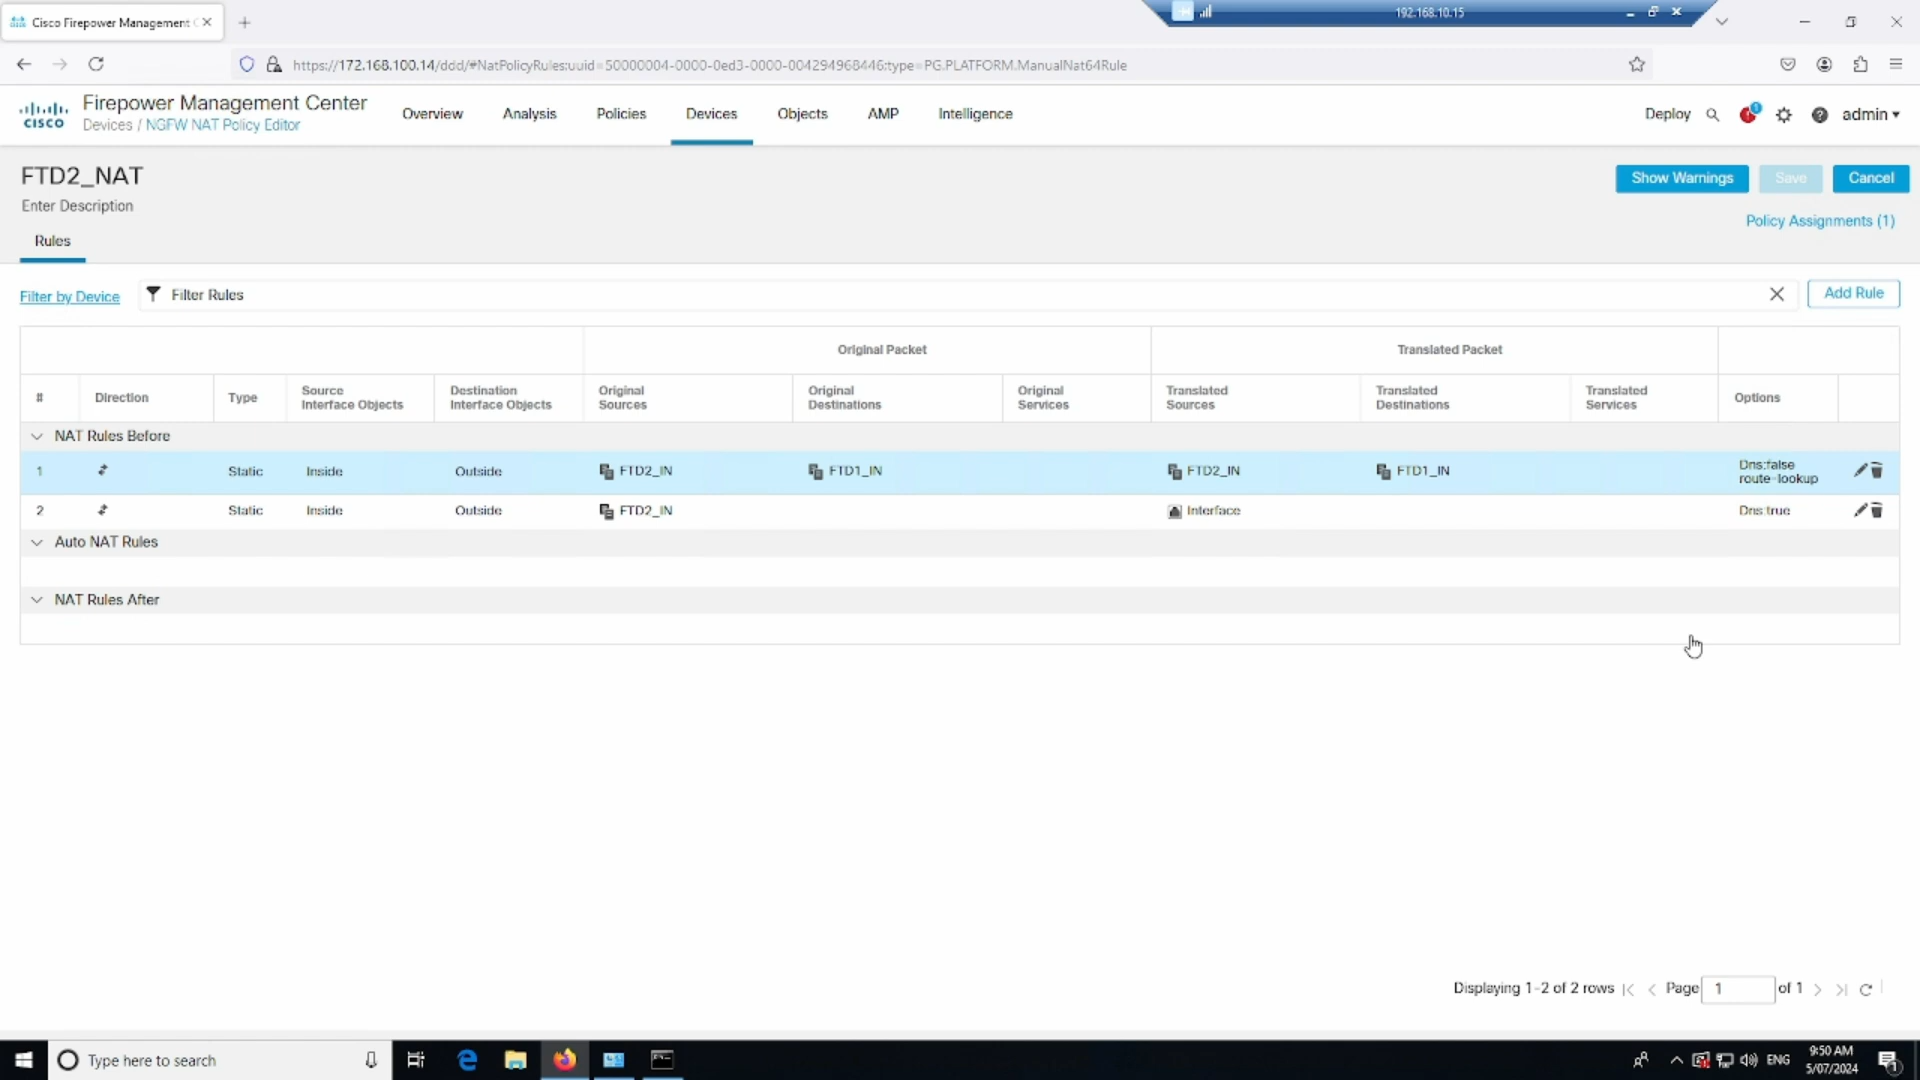 Cisco Firepower Management C
192.168.10.15
https://172.168.100.14/ddd/#NatPolicyRules:uuid=50000004-0000-0ed3-0000-004294968446;type=PG.PLATFORM.ManualNat64Rule
CISCO
Firepower Management Center
Devices / NGFW NAT Policy Editor
Overview Analysis Policies Devices Objects AMP Intelligence
Deploy admin
FTD2_NAT
Show Warnings Save Cancel
Enter Description
Policy Assignments (1)
Rules
Filter by Device Filter Rules Add Rule
Original Packet Translated Packet
# Direction Type Source Interface Objects Destination Interface Objects Original Sources Original Destinations Original Services Translated Sources Translated Destinations Translated Services Options
NAT Rules Before
1 Static Inside Outside FTD2_IN FTD1_IN FTD2_IN FTD1_IN Dns:false route-lookup
2 Static Inside Outside FTD2_IN Interface Dns:true
Auto NAT Rules
NAT Rules After
Displaying 1-2 of 2 rows Page 1 of 1
Type here to search
ENG
9:50 AM
5/07/2024